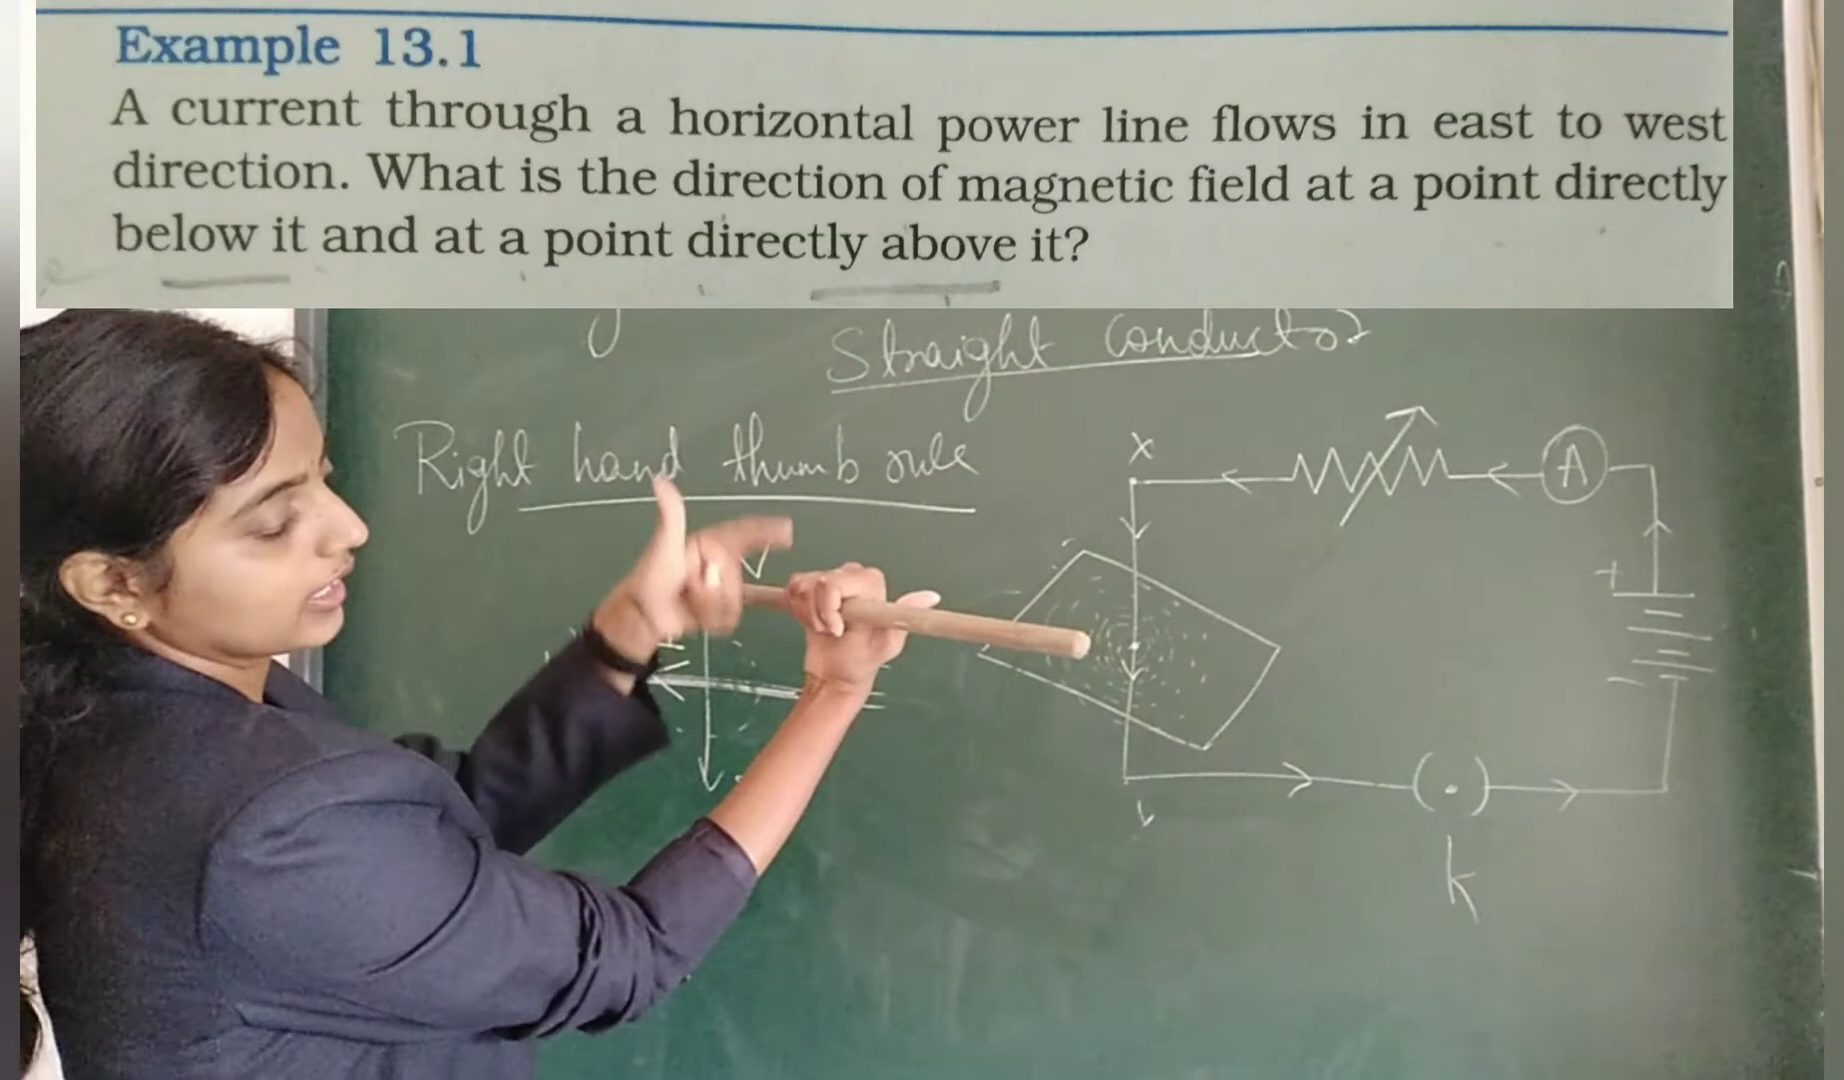 Example 13.1
A current through a horizontal power line flows in east to west
direction. What is the direction of magnetic field at a point directly
below it and at a point directly above it?
Straight Conductor
Right hand thumb rule
X
A
+
-
(.)
k